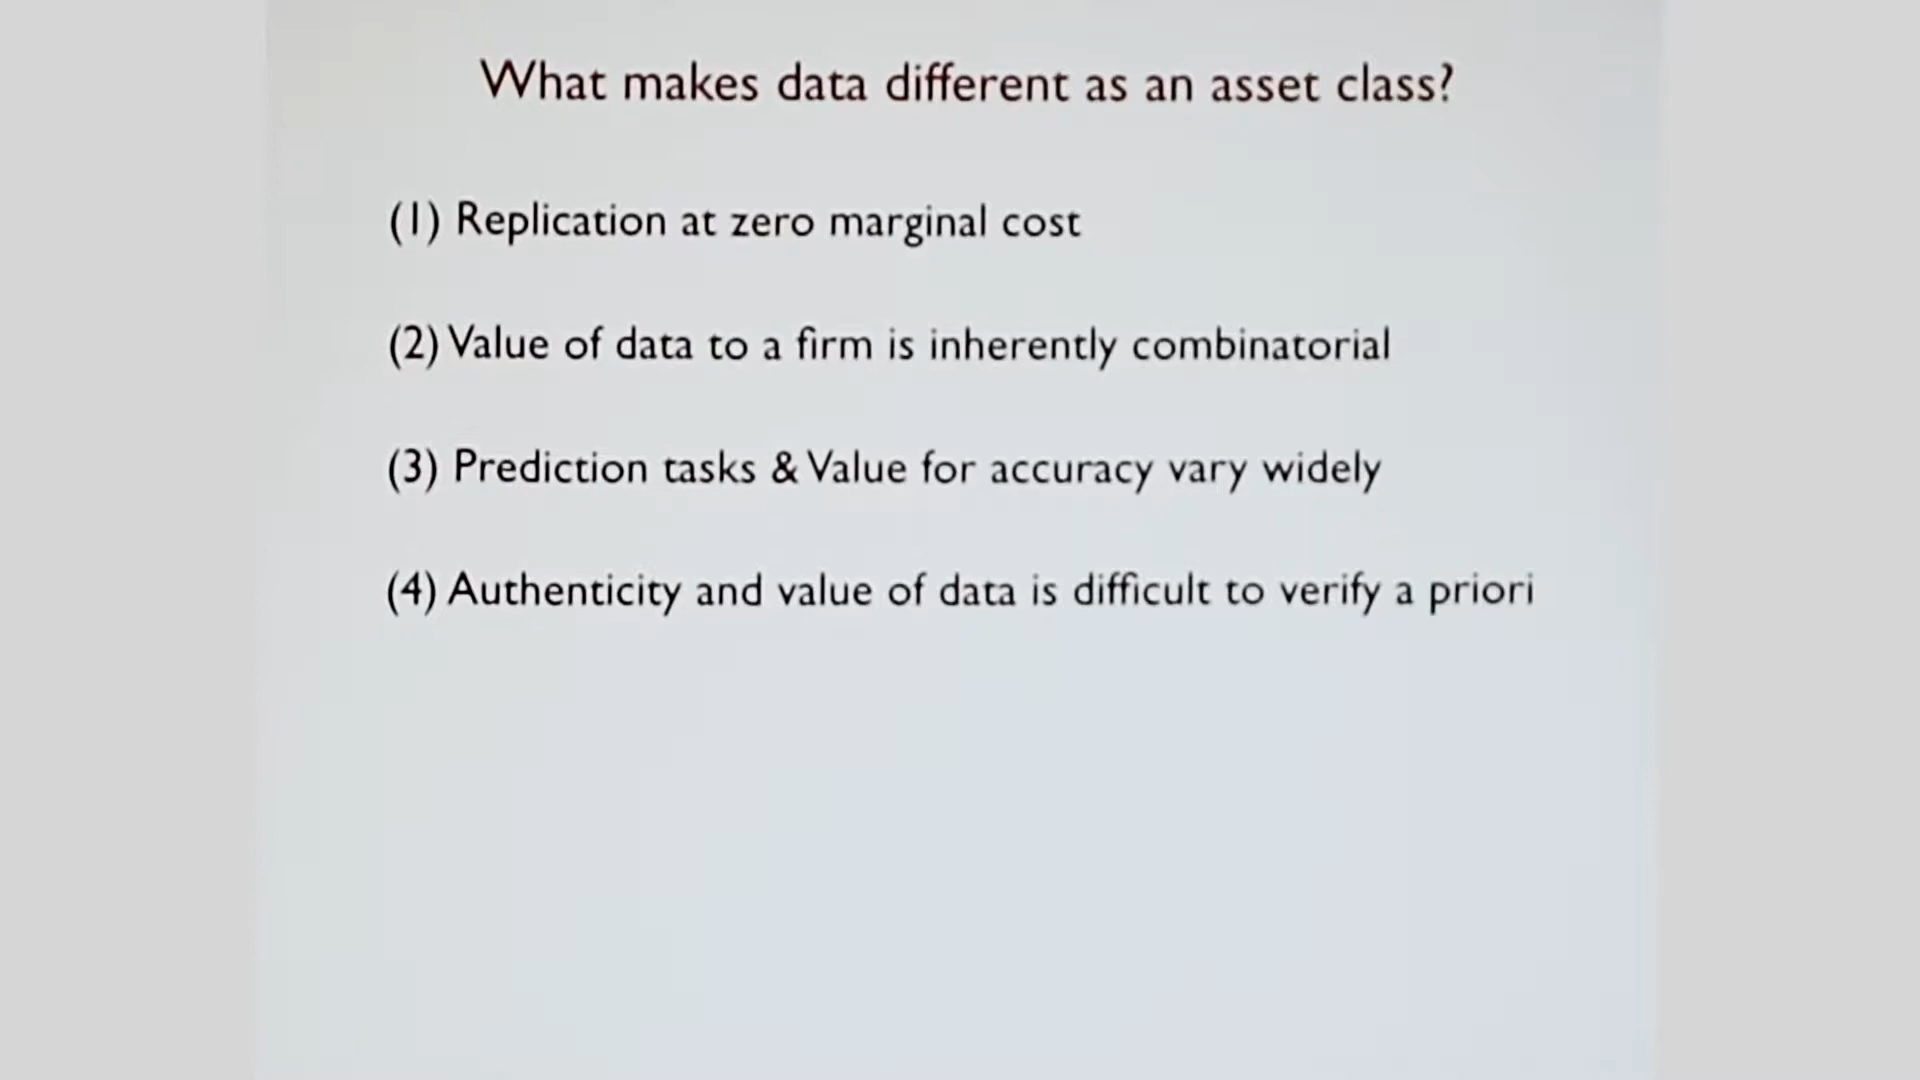 What makes data different as an asset class?
(1) Replication at zero marginal cost
(2) Value of data to a firm is inherently combinatorial
(3) Prediction tasks & Value for accuracy vary widely
(4) Authenticity and value of data is difficult to verify a priori